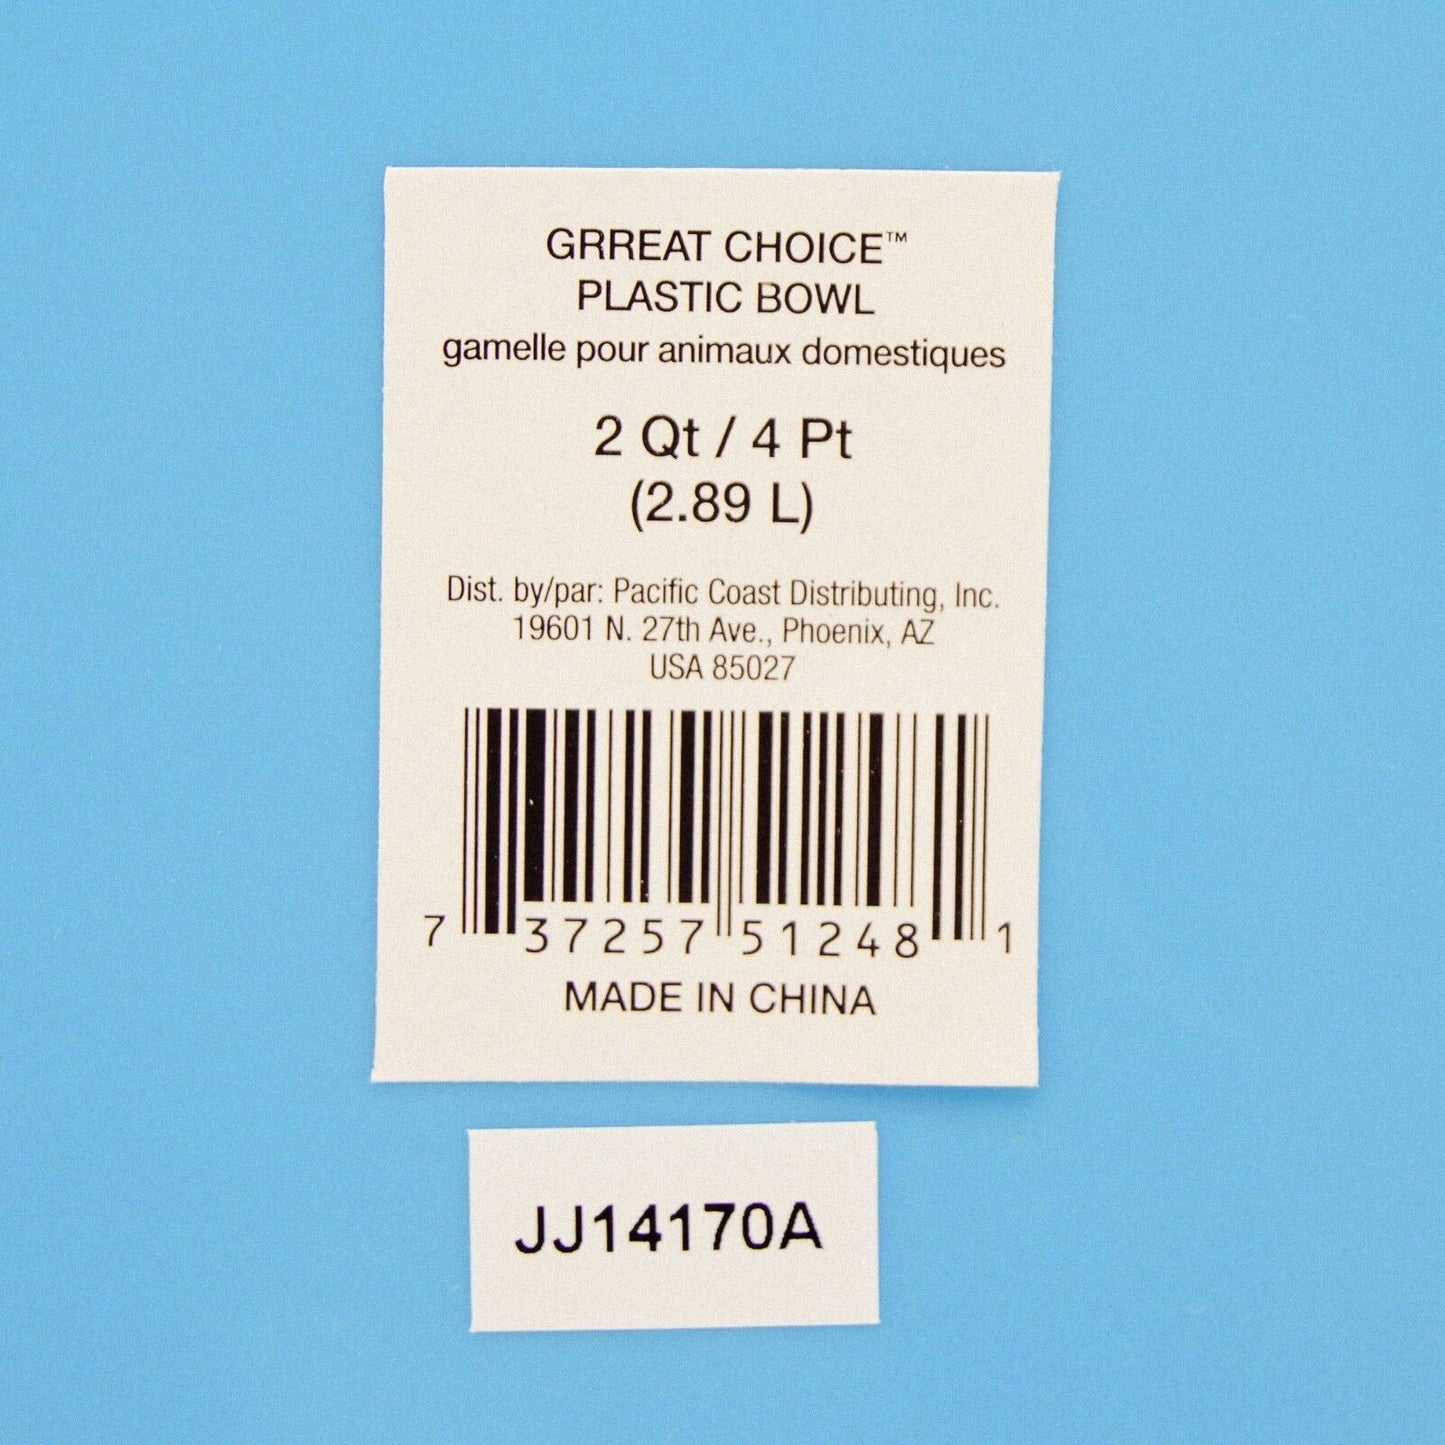 GRREAT CHOICE™
PLASTIC BOWL
gamelle pour animaux domestiques
2 Qt / 4 Pt
(2.89 L)
Dist. by/par: Pacific Coast Distributing, Inc.
19601 N. 27th Ave., Phoenix, AZ
USA 85027
7 37257 51248 1
MADE IN CHINA
JJ14170A